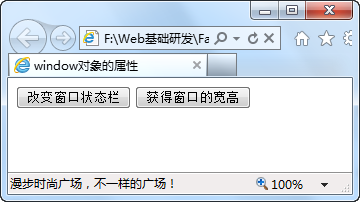 F:\Web基础研发\Fa
window对象的属性
改变窗口状态栏 获得窗口的宽高
漫步时尚广场，不一样的广场！ 100%